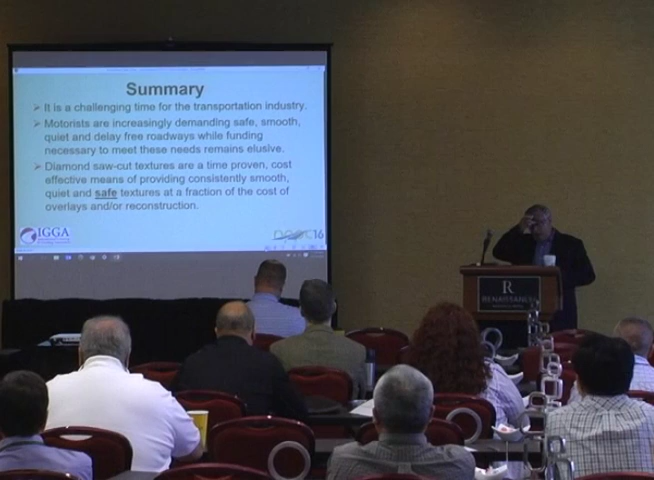 Summary
➢ It is a challenging time for the transportation industry.
➢ Motorists are increasingly demanding safe, smooth,
quiet and delay free roadways while funding
necessary to meet these needs remains elusive.
➢ Diamond saw-cut textures are a time proven, cost
effective means of providing consistently smooth,
quiet and safe textures at a fraction of the cost of
overlays and/or reconstruction.
IGGA
16
R
RENAISSANCE